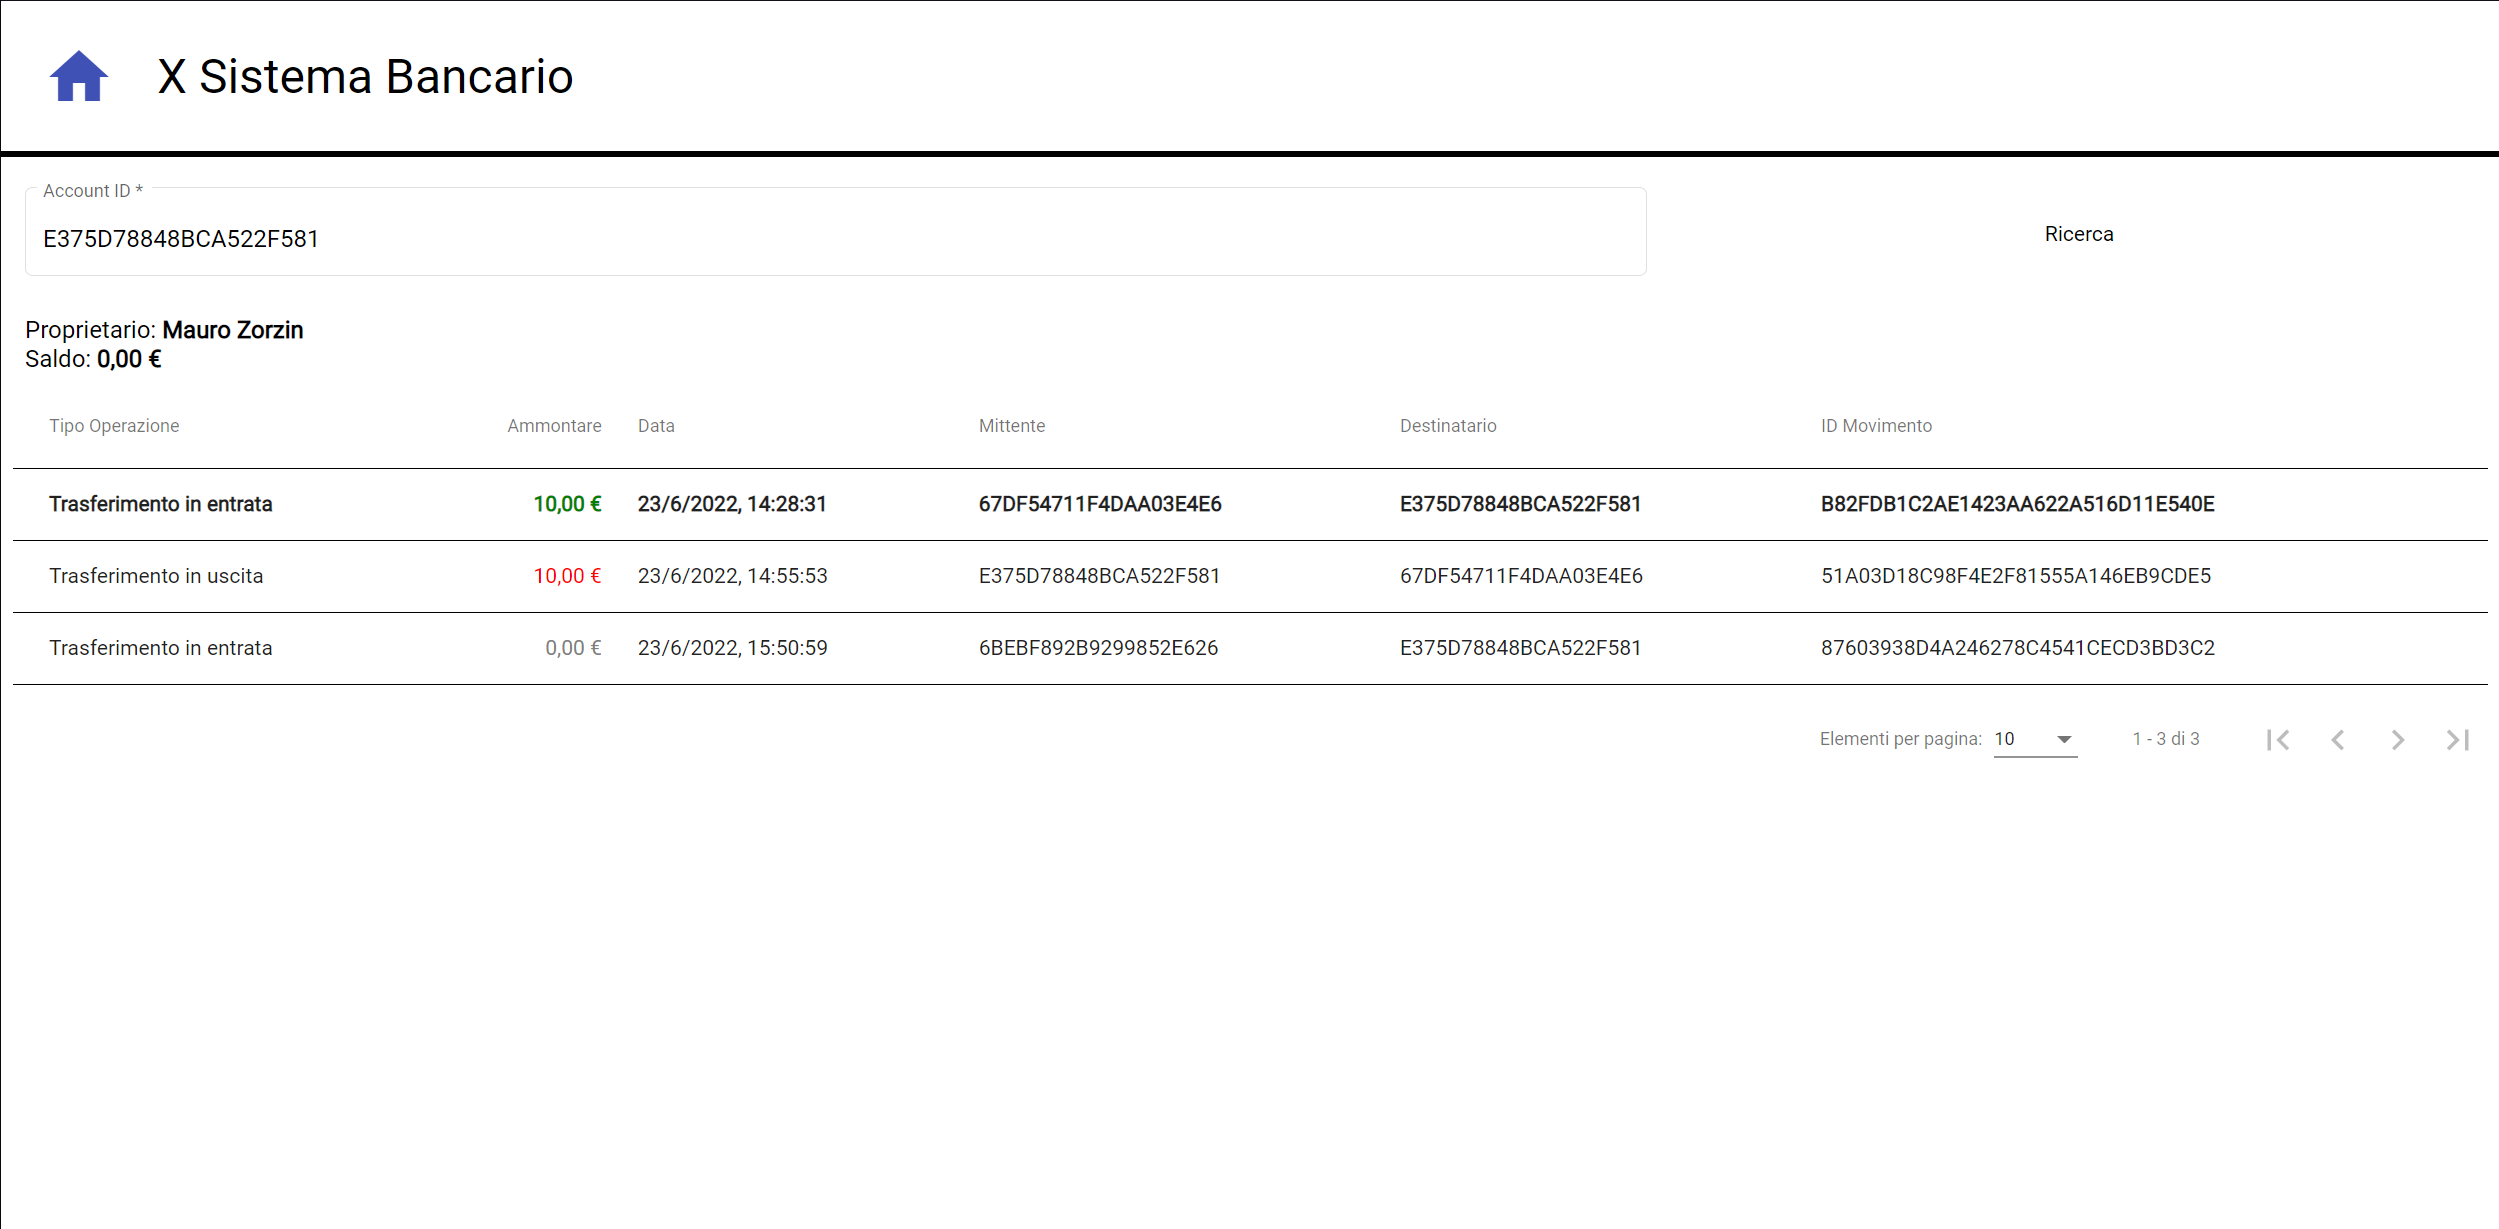 X Sistema Bancario
Account ID *
E375D78848BCA522F581
Ricerca
Proprietario: Mauro Zorzin
Saldo: 0,00 €
Tipo Operazione Ammontare Data Mittente Destinatario ID Movimento
Trasferimento in entrata 10,00 € 23/6/2022, 14:28:31 67DF54711F4DAA03E4E6 E375D78848BCA522F581 B82FDB1C2AE1423AA622A516D11E540E
Trasferimento in uscita 10,00 € 23/6/2022, 14:55:53 E375D78848BCA522F581 67DF54711F4DAA03E4E6 51A03D18C98F4E2F81555A146EB9CDE5
Trasferimento in entrata 0,00 € 23/6/2022, 15:50:59 6BEBF892B9299852E626 E375D78848BCA522F581 87603938D4A246278C4541CECD3BD3C2
Elementi per pagina: 10 1 - 3 di 3